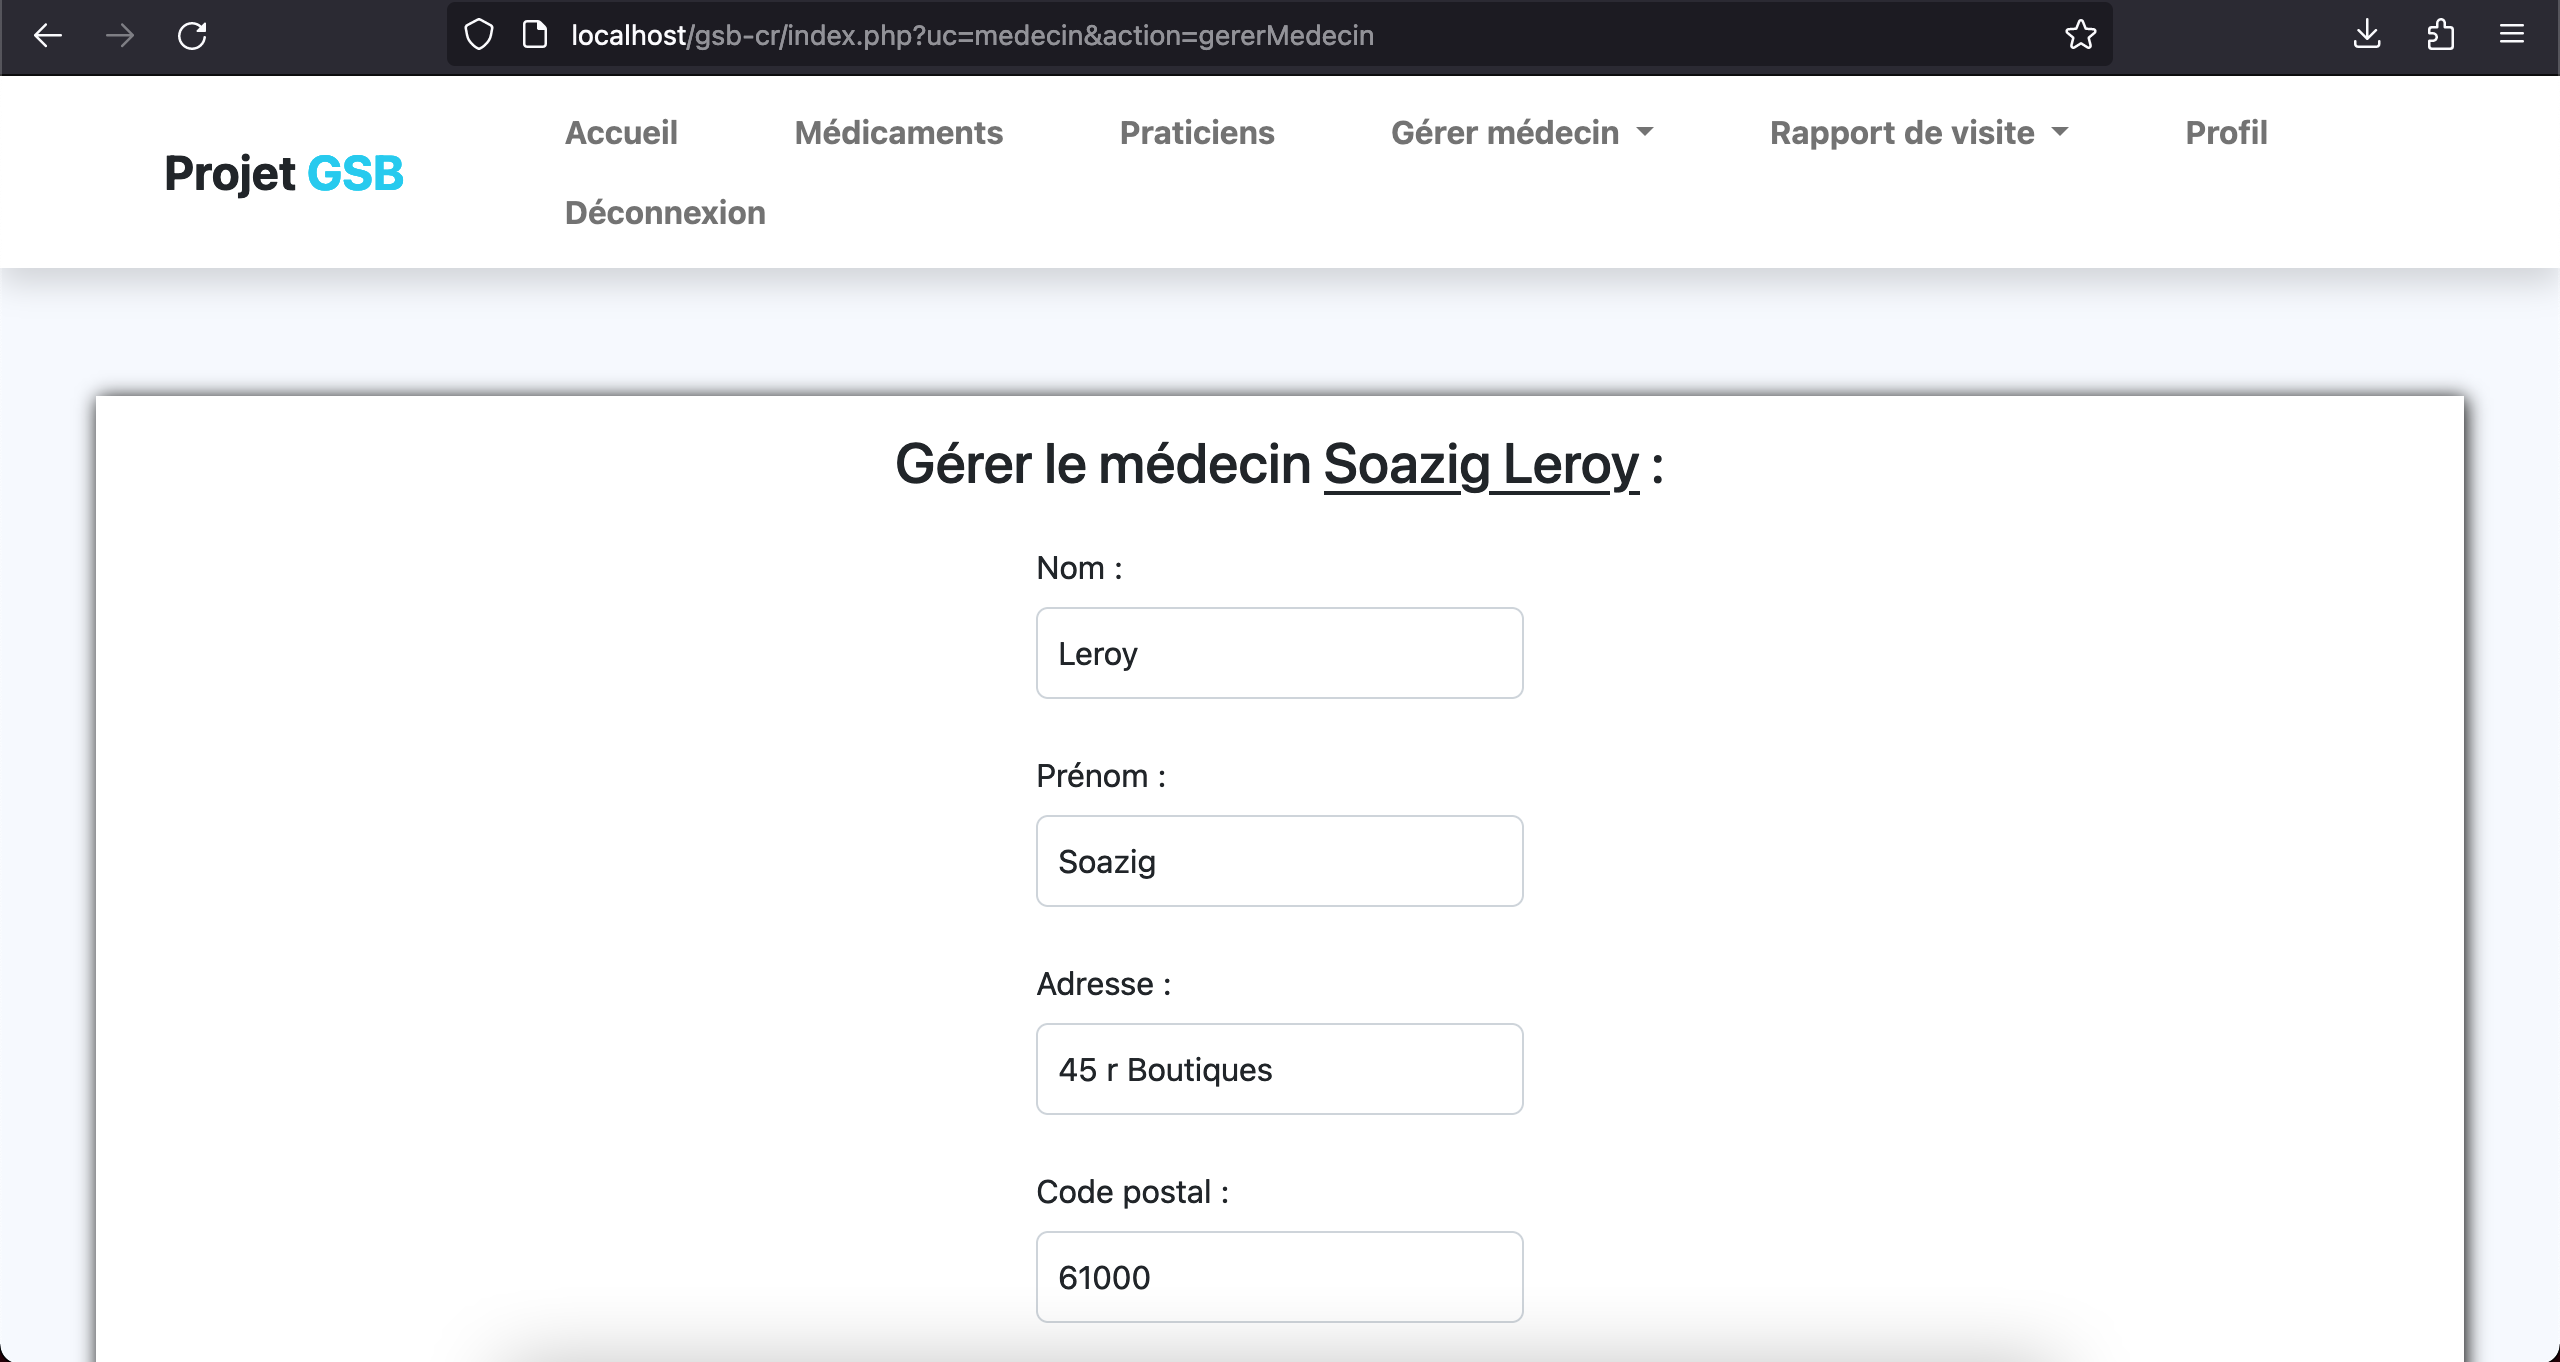 localhost/gsb-cr/index.php?uc=medecin&action=gererMedecin
Projet GSB
Accueil Médicaments Praticiens Gérer médecin Rapport de visite Profil
Déconnexion
Gérer le médecin Soazig Leroy :
Nom :
Leroy
Prénom :
Soazig
Adresse :
45 r Boutiques
Code postal :
61000